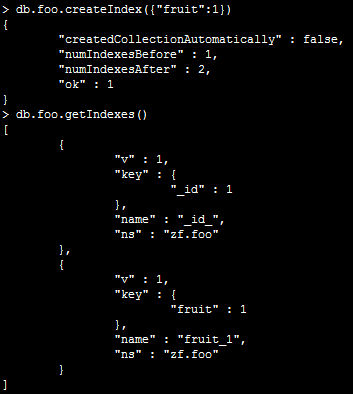 > db.foo.createIndex({"fruit":1})
{
        "createdCollectionAutomatically" : false,
        "numIndexesBefore" : 1,
        "numIndexesAfter" : 2,
        "ok" : 1
}
> db.foo.getIndexes()
[
        {
                "v" : 1,
                "key" : {
                        "_id" : 1
                },
                "name" : "_id_",
                "ns" : "zf.foo"
        },
        {
                "v" : 1,
                "key" : {
                        "fruit" : 1
                },
                "name" : "fruit_1",
                "ns" : "zf.foo"
        }
]